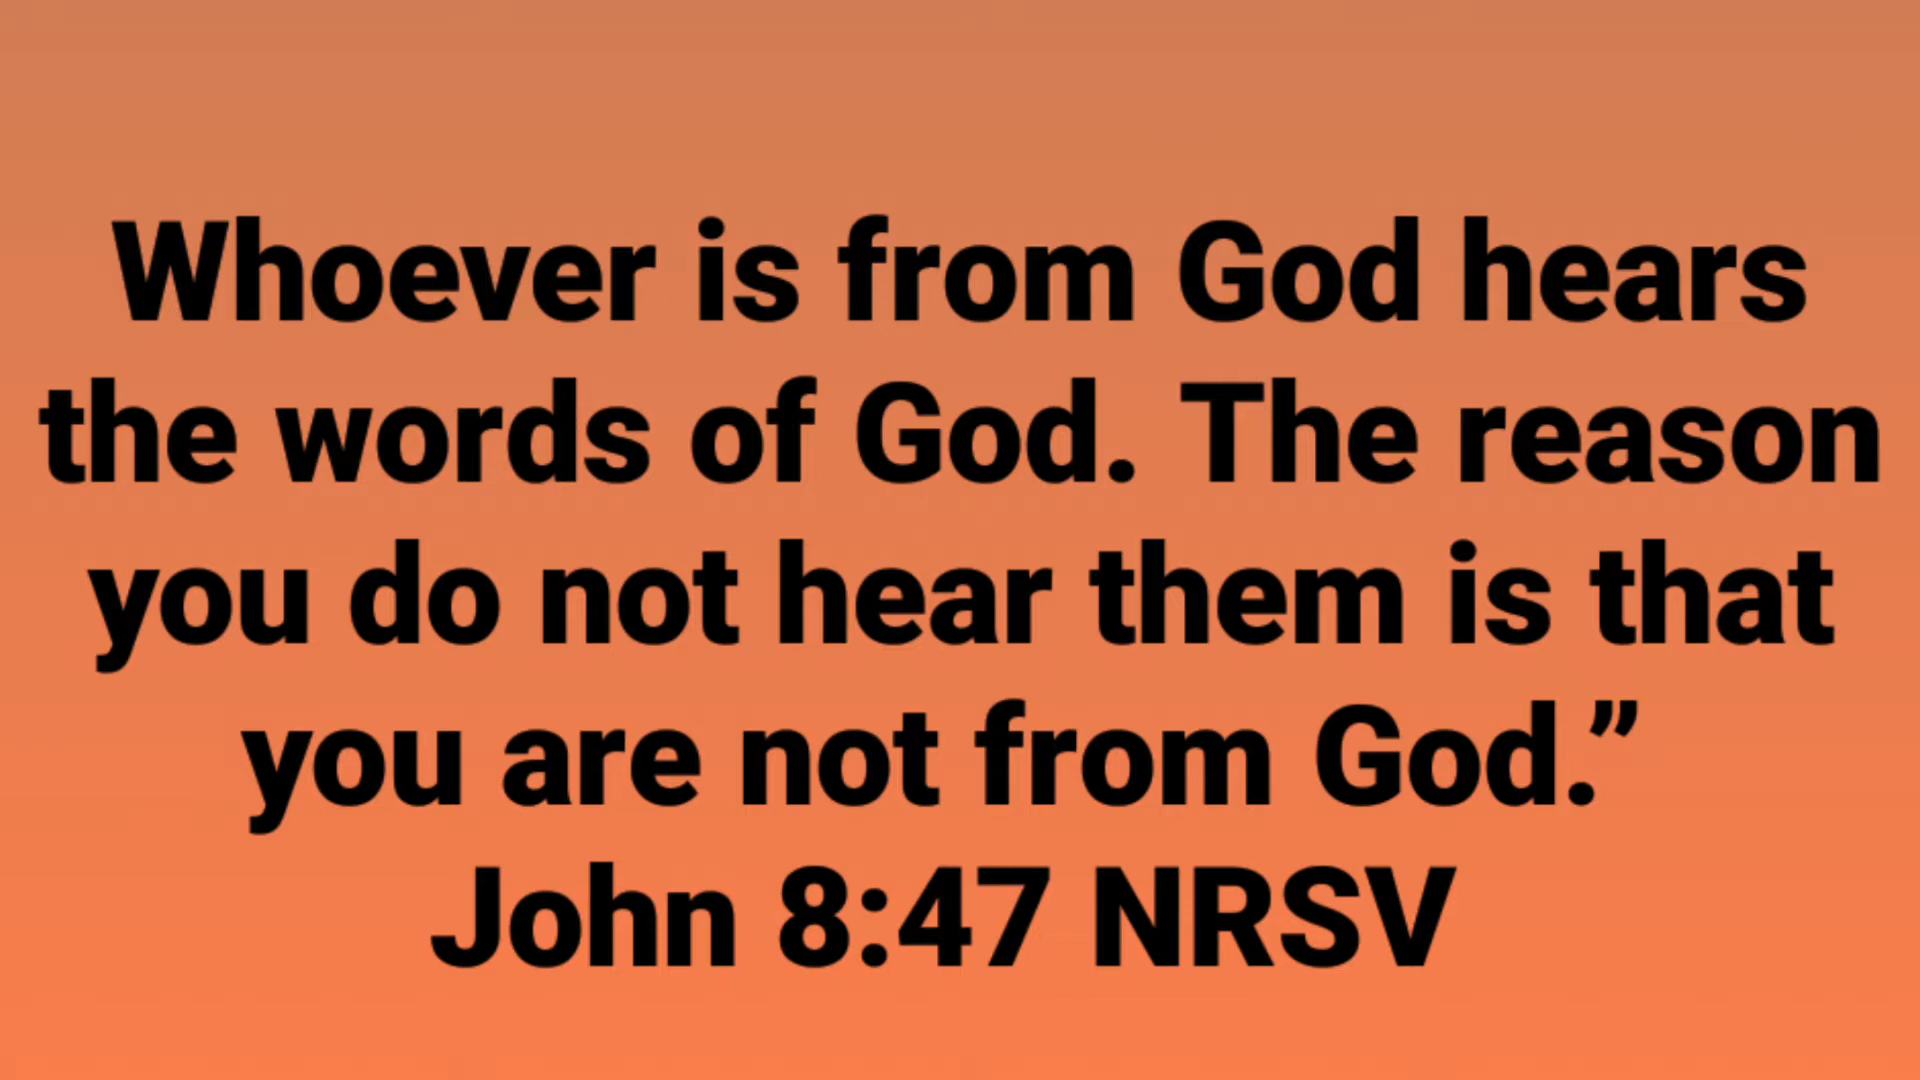 Whoever is from God hears
the words of God. The reason
you do not hear them is that
you are not from God.”
John 8:47 NRSV